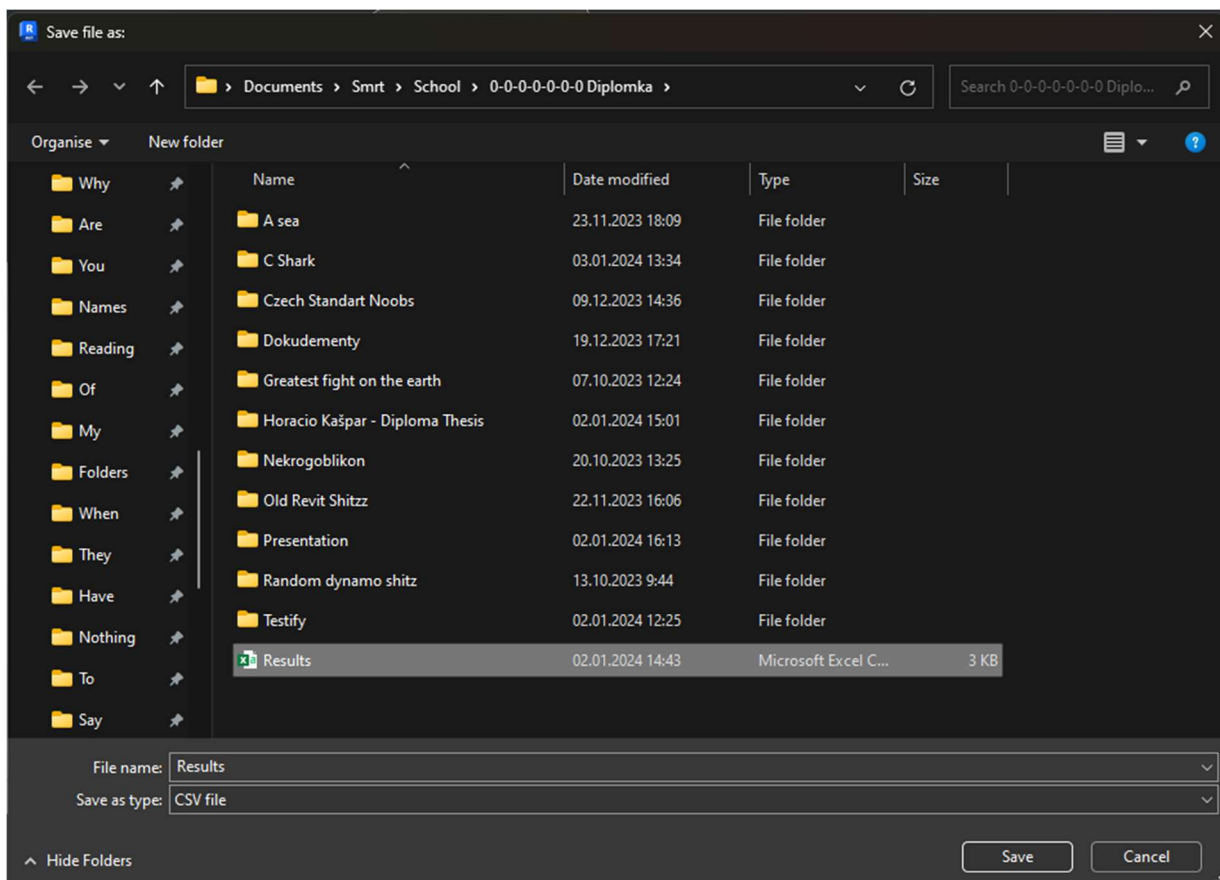 Save file as:
Documents > Smrt > School > 0-0-0-0-0-0-0 Diplomka >
Search 0-0-0-0-0-0-0 Diplo...
Organise
New folder
Why
Are
You
Names
Reading
Of
My
Folders
When
They
Have
Nothing
To
Say
Name Date modified Type Size
A sea 23.11.2023 18:09 File folder
C Shark 03.01.2024 13:34 File folder
Czech Standart Noobs 09.12.2023 14:36 File folder
Dokudementy 19.12.2023 17:21 File folder
Greatest fight on the earth 07.10.2023 12:24 File folder
Horacio Kašpar - Diploma Thesis 02.01.2024 15:01 File folder
Nekrogoblikon 20.10.2023 13:25 File folder
Old Revit Shitzz 22.11.2023 16:06 File folder
Presentation 02.01.2024 16:13 File folder
Random dynamo shitz 13.10.2023 9:44 File folder
Testify 02.01.2024 12:25 File folder
Results 02.01.2024 14:43 Microsoft Excel C... 3 KB
File name: Results
Save as type: CSV file
Hide Folders
Save
Cancel